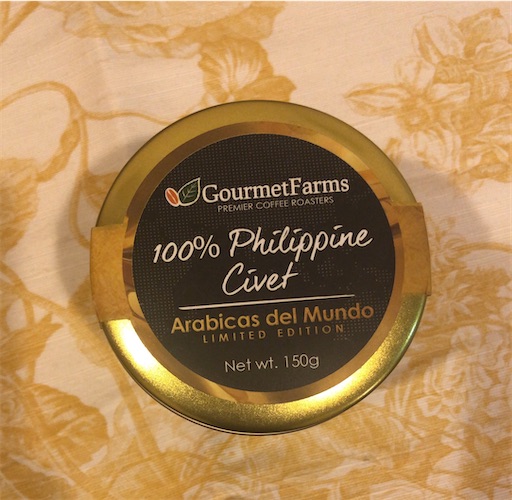 GourmetFarms
PREMIER COFFEE ROASTERS
100% Philippine
Civet
Arabicas del Mundo
LIMITED EDITION
Net wt. 150g